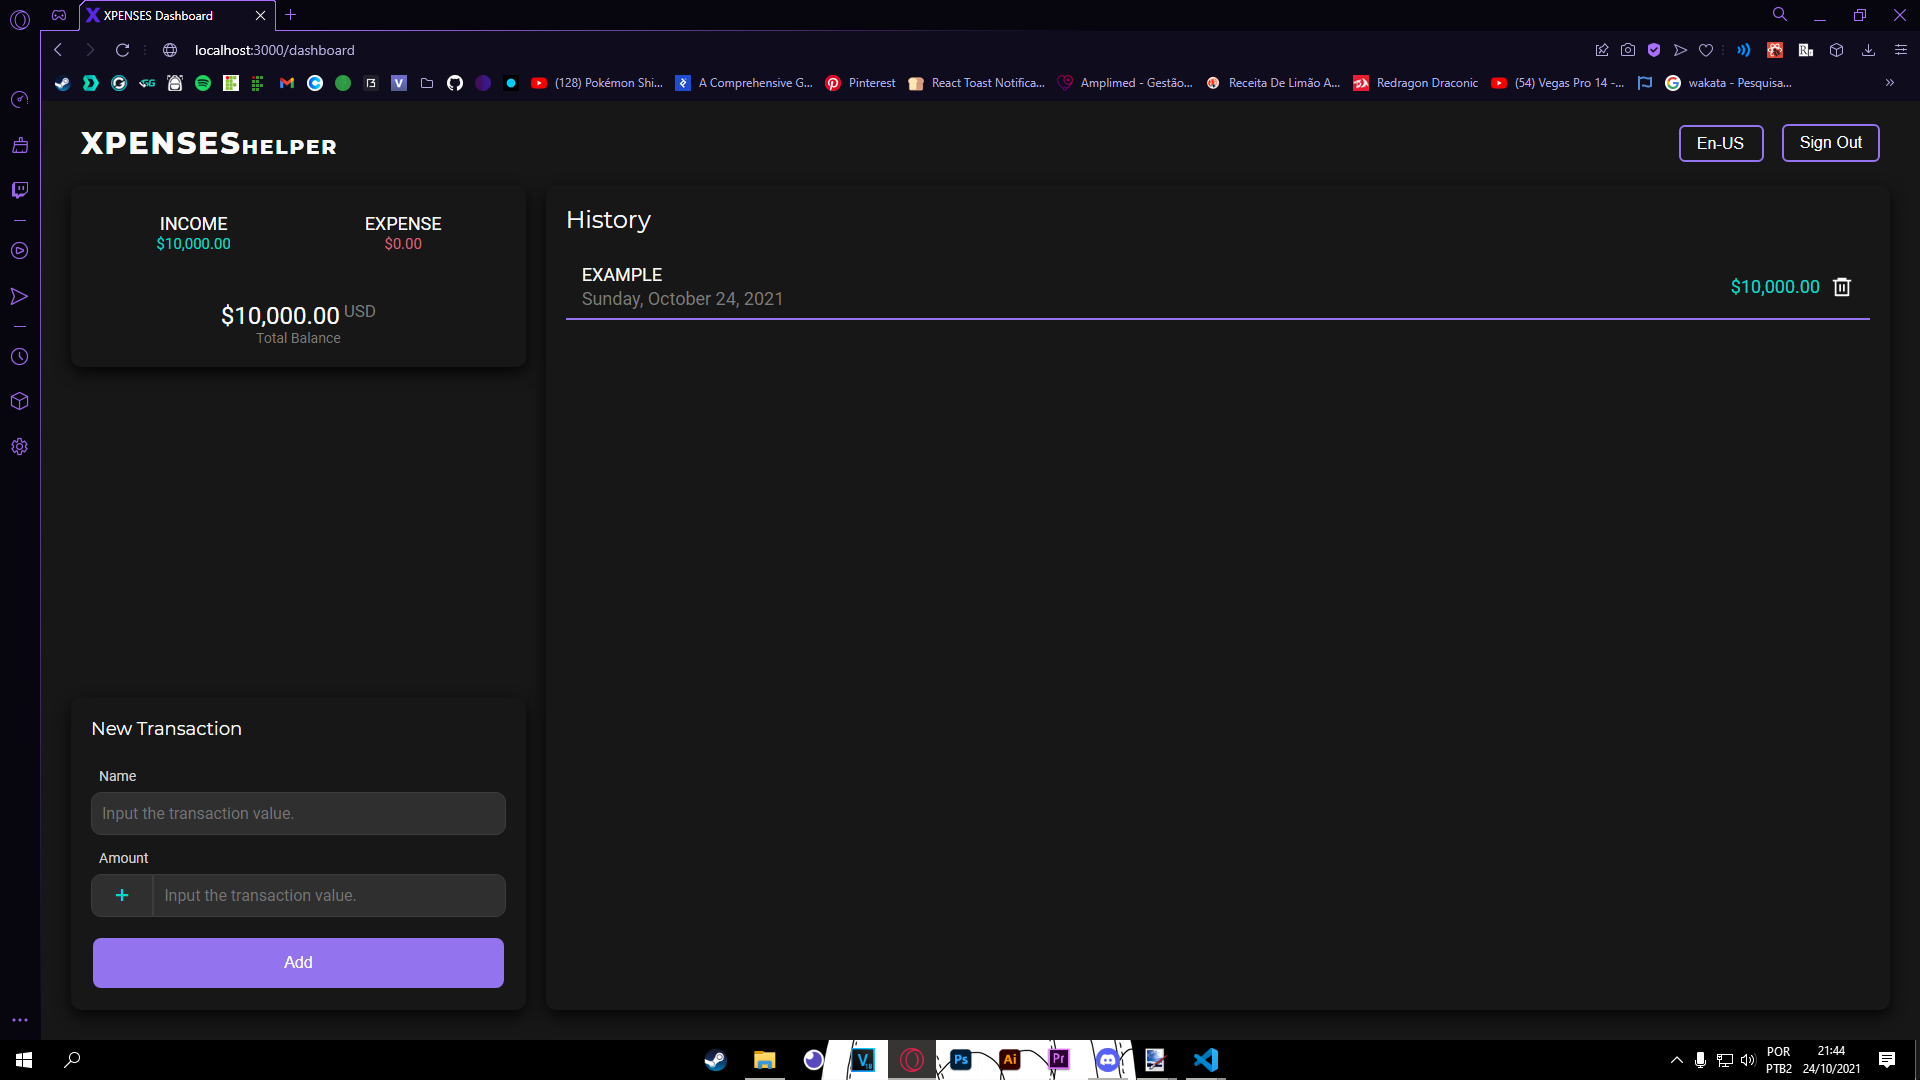 XPENSES Dashboard
localhost:3000/dashboard
(128) Pokémon Shi...
A Comprehensive G...
Pinterest
React Toast Notifica...
Amplimed - Gestão...
Receita De Limão A...
Redragon Draconic
(54) Vegas Pro 14 -...
wakata - Pesquisa...
XPENSESHELPER
En-US
Sign Out
INCOME
$10,000.00
EXPENSE
$0.00
$10,000.00 USD
Total Balance
History
EXAMPLE
Sunday, October 24, 2021
$10,000.00
New Transaction
Name
Input the transaction value.
Amount
+
Input the transaction value.
Add
Ps
Ai
Pr
POR
PTB2
21:44
24/10/2021